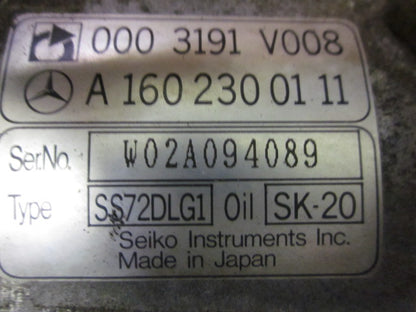 000 3191 V008
A 160 230 01 11
Ser.No. W02A094089
Type SS72DLG1 Oil SK-20
Seiko Instruments Inc.
Made in Japan